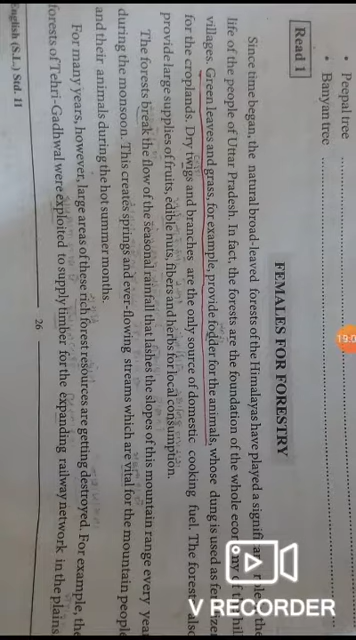 • Peepal tree
• Banyan tree
Read 1
FEMALES FOR FORESTRY
Since time began, the natural broad-leaved forests of the Himalayas have played a
life of the people of Uttar Pradesh. In fact, the forests are the foundation of the whole
villages. Green leaves and grass, for example, provide fodder for the animals, whose dung is used as
for the croplands. Dry twigs and branches are the only source of domestic cooking fuel. The
provide large supplies of fruits, edible nuts, fibers and herbs for local consumption.
The forests break the flow of the seasonal rainfall that lashes the slopes of this mountain range every
during the monsoon. This creates springs and ever-flowing streams which are vital for the mountain people
and their animals during the hot summer months.
For many years, however, large areas of these rich forest resources are getting destroyed. For example, the
forests of Tehri-Gadhwal were exploited to supply timber for the expanding railway network in the plains.
English (S.L.) Std. 11
26
19:0
V RECORDER